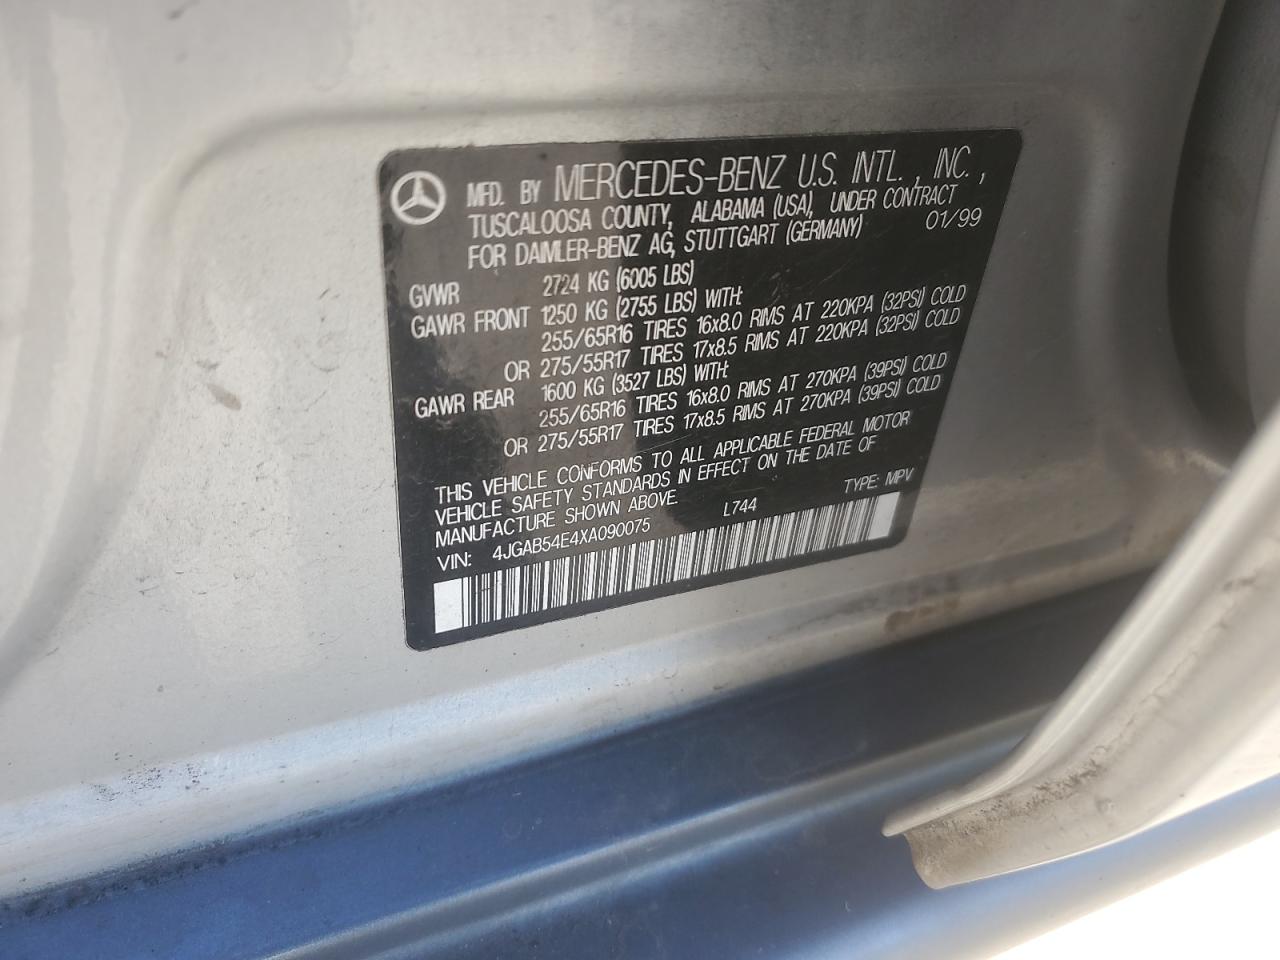 MFD. BY MERCEDES-BENZ U.S. INTL., INC.,
TUSCALOOSA COUNTY, ALABAMA (USA), UNDER CONTRACT
FOR DAIMLER-BENZ AG, STUTTGART (GERMANY) 01/99
GVWR 2724 KG (6005 LBS)
GAWR FRONT 1250 KG (2755 LBS) WITH:
255/65R16 TIRES 16x8.0 RIMS AT 220KPA (32PSI) COLD
OR 275/55R17 TIRES 17x8.5 RIMS AT 220KPA (32PSI) COLD
GAWR REAR 1600 KG (3527 LBS) WITH:
255/65R16 TIRES 16x8.0 RIMS AT 270KPA (39PSI) COLD
OR 275/55R17 TIRES 17x8.5 RIMS AT 270KPA (39PSI) COLD
THIS VEHICLE CONFORMS TO ALL APPLICABLE FEDERAL MOTOR
VEHICLE SAFETY STANDARDS IN EFFECT ON THE DATE OF
MANUFACTURE SHOWN ABOVE. L744 TYPE: MPV
VIN: 4JGAB54E4XA090075